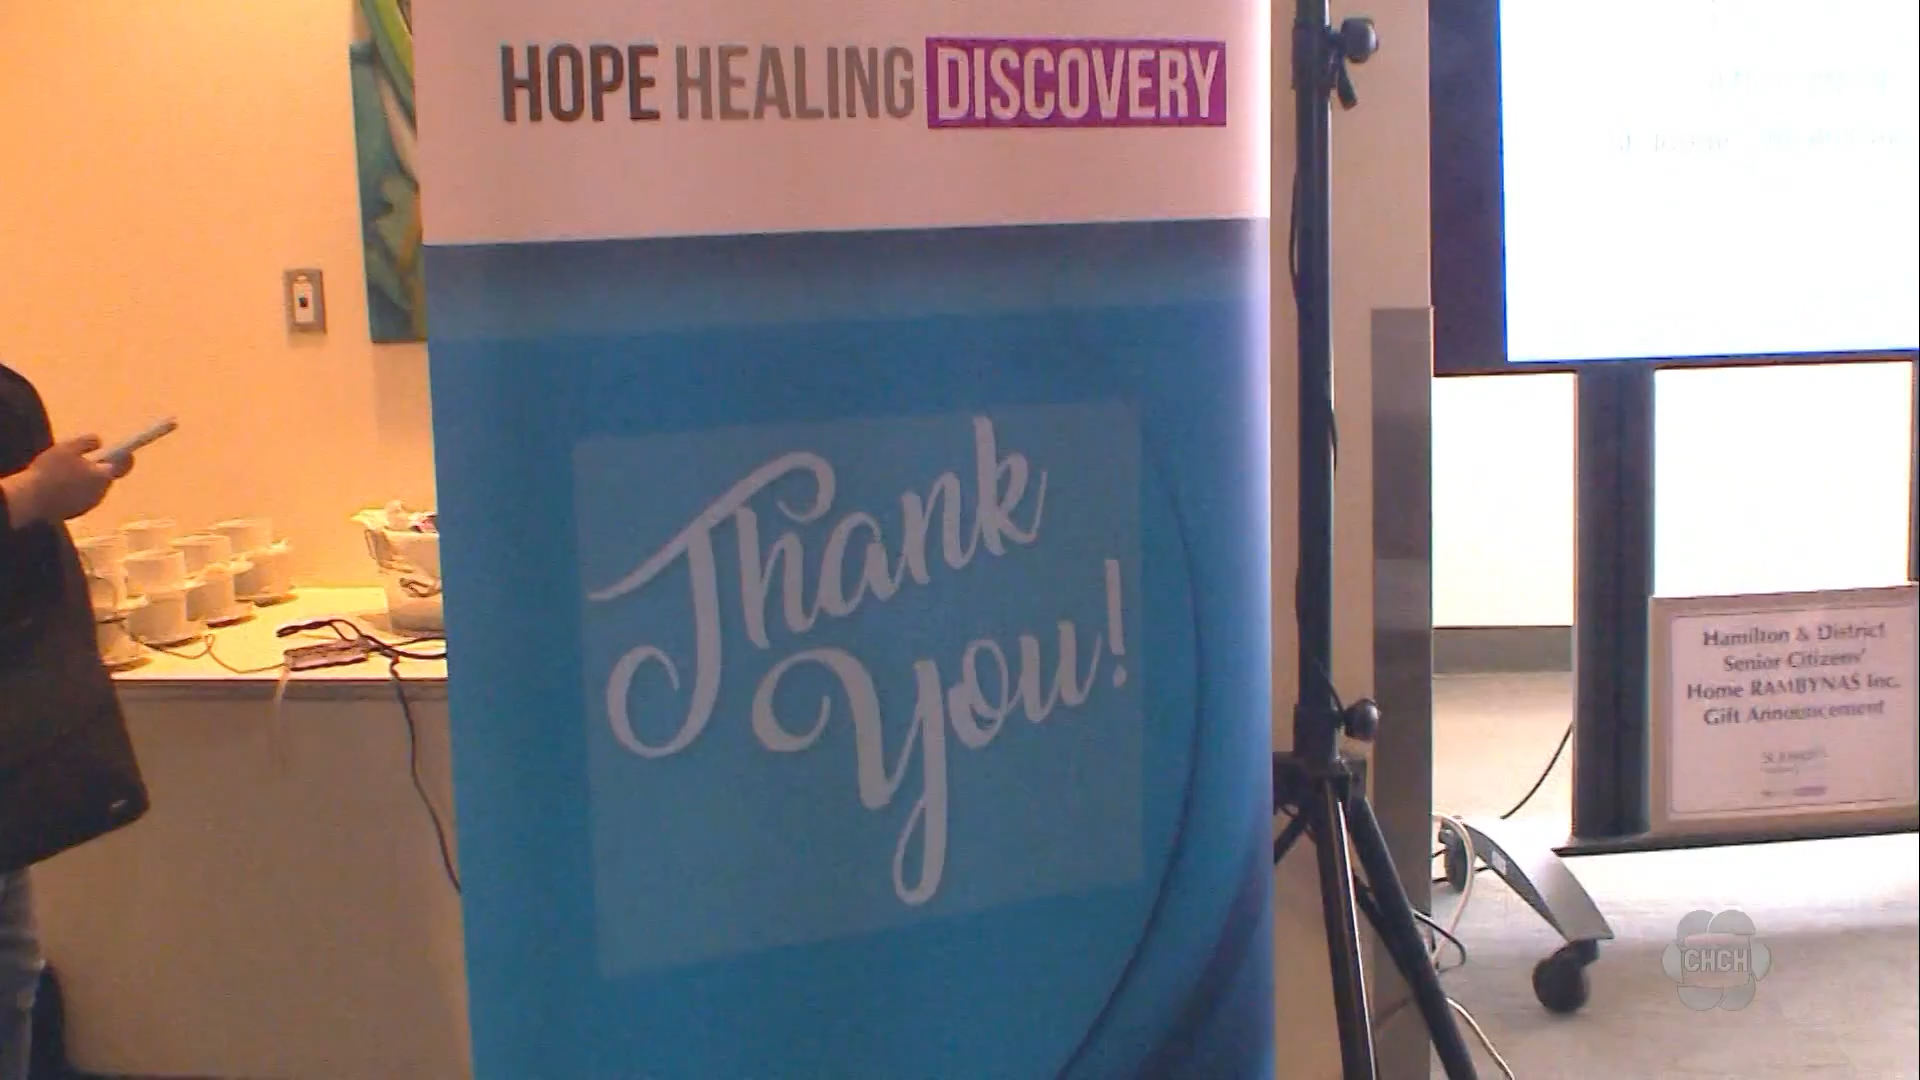 HOPE HEALING DISCOVERY
Thank
You!
Hamilton & District
Senior Citizens'
Home RAMBYNAS Inc.
Gift Announcement
CHCH